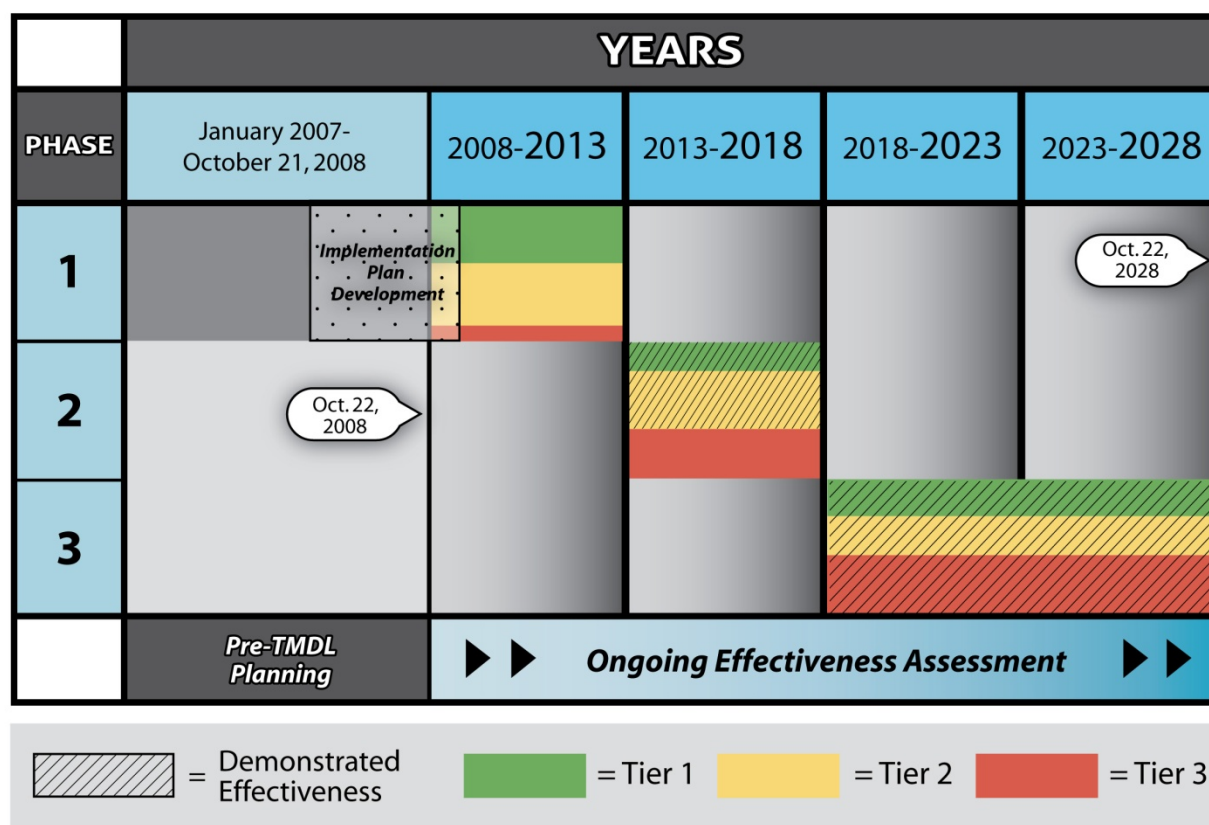 YEARS
PHASE
January 2007-
October 21, 2008
2008-2013
2013-2018
2018-2023
2023-2028
1
Implementation
Plan
Development
Oct. 22,
2028
2
Oct. 22,
2008
3
Pre-TMDL
Planning
Ongoing Effectiveness Assessment
= Demonstrated
Effectiveness
= Tier 1
= Tier 2
= Tier 3